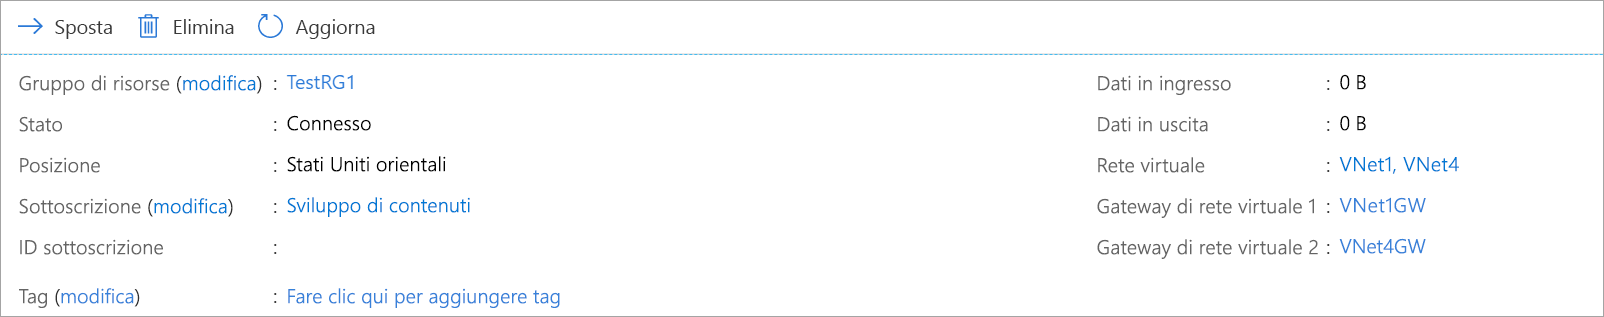 Sposta Elimina Aggiorna
Gruppo di risorse (modifica) : TestRG1
Stato : Connesso
Posizione : Stati Uniti orientali
Sottoscrizione (modifica) : Sviluppo di contenuti
ID sottoscrizione :
Tag (modifica) : Fare clic qui per aggiungere tag
Dati in ingresso : 0 B
Dati in uscita : 0 B
Rete virtuale : VNet1, VNet4
Gateway di rete virtuale 1 : VNet1GW
Gateway di rete virtuale 2 : VNet4GW